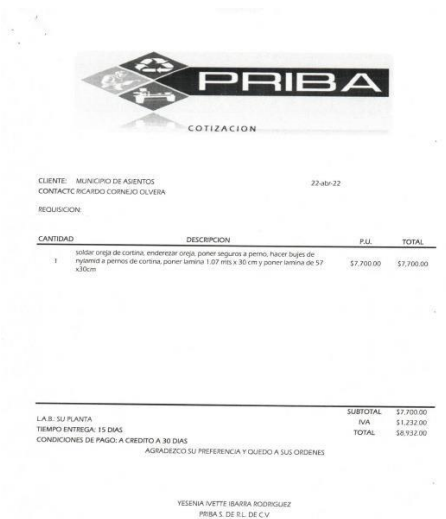 PRIBA
COTIZACION
CLIENTE: MUNICIPIO DE ASIENTOS 22-abr-22
CONTACTC RICARDO CORNEJO OLVERA
REQUISICION:
CANTIDAD DESCRIPCION P.U. TOTAL
soldar oreja de cortina, enderezar oreja, poner seguros a perno, hacer bujes de
1 nylamid a pernos de cortina, poner lamina 1.07 mts x 30 cm y poner lamina de 57 $7,700.00 $7,700.00
x30cm
SUBTOTAL $7,700.00
L.A.B.: SU PLANTA IVA $1,232.00
TIEMPO ENTREGA: 15 DIAS TOTAL $8,932.00
CONDICIONES DE PAGO: A CREDITO A 30 DIAS
AGRADEZCO SU PREFERENCIA Y QUEDO A SUS ORDENES
YESENIA IVETTE IBARRA RODRIGUEZ
PRIBA S. DE R.L. DE C.V